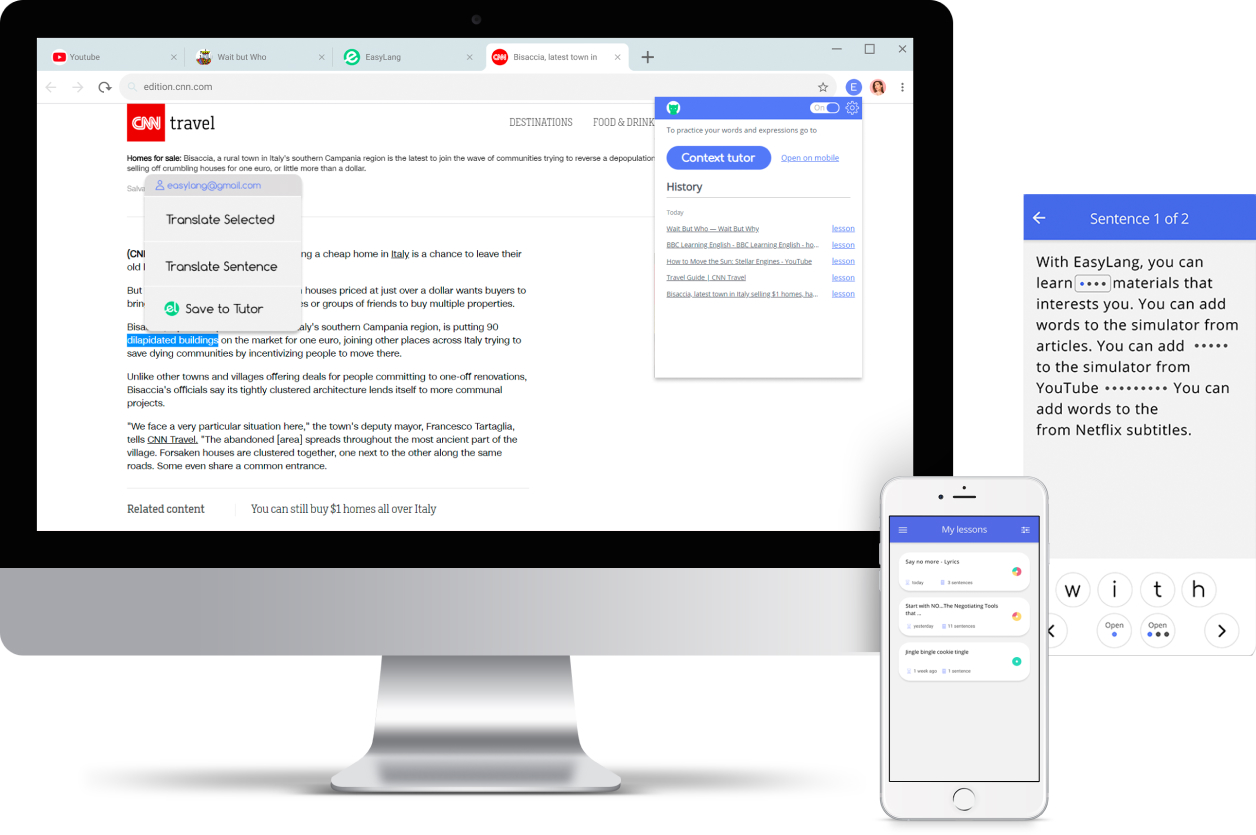 Youtube
Wait but Who
EasyLang
CNN
Bisaccia, latest town in
edition.cnn.com
E
CNN travel
DESTINATIONS
FOOD & DRINK
Homes for sale: Bisaccia, a rural town in Italy's southern Campania region is the latest to join the wave of communities trying to reverse a depopulation
selling off crumbling houses for one euro, or little more than a dollar.
Salva
easylang@gmail.com
Translate Selected
Translate Sentence
el Save to Tutor
(CN
ng a cheap home in Italy is a chance to leave their
old
But
houses priced at just over a dollar wants buyers to
brin
es or groups of friends to buy multiple properties.
Bisa
aly's southern Campania region, is putting 90
dilapidated buildings on the market for one euro, joining other places across Italy trying to
save dying communities by incentivizing people to move there.
Unlike other towns and villages offering deals for people committing to one-off renovations,
Bisaccia's officials say its tightly clustered architecture lends itself to more communal
projects.
"We face a very particular situation here," the town's deputy mayor, Francesco Tartaglia,
tells CNN Travel. "The abandoned [area] spreads throughout the most ancient part of the
village. Forsaken houses are clustered together, one next to the other along the same
roads. Some even share a common entrance.
Related content
You can still buy $1 homes all over Italy
On
To practice your words and expressions go to
Context tutor
Open on mobile
History
Today
Wait But Who — Wait But Why
lesson
BBC Learning English - BBC Learning English - ho...
lesson
How to Move the Sun: Stellar Engines - YouTube
lesson
Travel Guide | CNN Travel
lesson
Bisaccia, latest town in Italy selling $1 homes, ha...
lesson
Sentence 1 of 2
With EasyLang, you can
learn •••• materials that
interests you. You can add
words to the simulator from
articles. You can add •••••
to the simulator from
YouTube ••••••••• You can
add words to the
from Netflix subtitles.
w i t h
Open
Open
My lessons
Say no more - Lyrics
today
3 sentences
Start with NO...The Negotiating Tools
that ...
yesterday
11 sentences
Jingle bingle cookie tingle
1 week ago
1 sentence